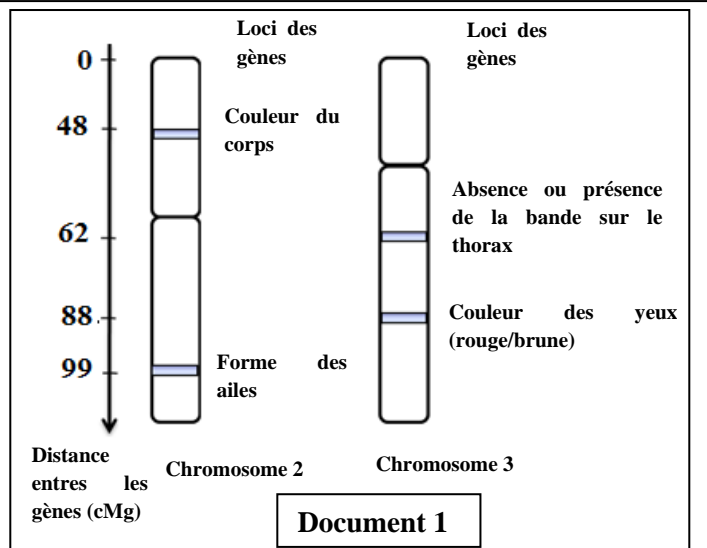 Loci des
gènes
Loci des
gènes
0
48
Couleur du
corps
Absence ou présence
de la bande sur le
thorax
62
88.
Couleur des yeux
(rouge/brune)
99
Forme des
ailes
Distance
entres les
gènes (cMg)
Chromosome 2
Chromosome 3
Document 1